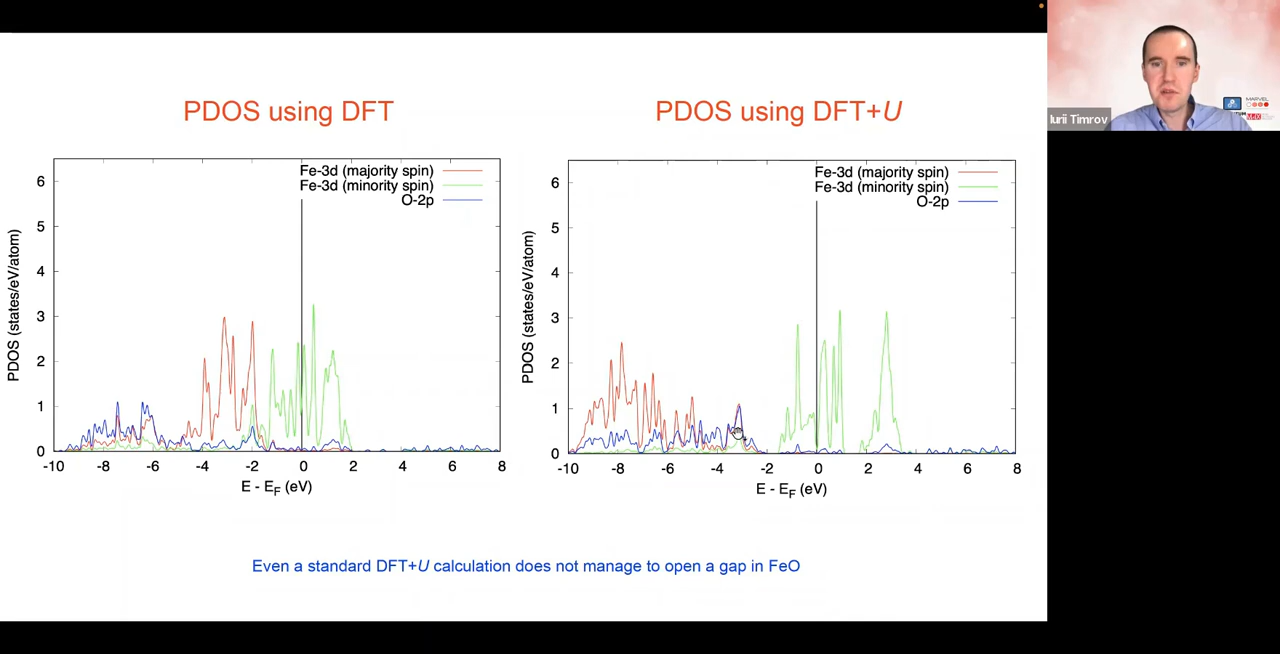 PDOS using DFT
PDOS using DFT+U
Fe-3d (majority spin)
Fe-3d (minority spin)
O-2p
PDOS (states/eV/atom)
6
5
4
3
2
1
0
-10 -8 -6 -4 -2 0 2 4 6 8
E - EF (eV)
Fe-3d (majority spin)
Fe-3d (minority spin)
O-2p
PDOS (states/eV/atom)
6
5
4
3
2
1
0
-10 -8 -6 -4 -2 0 2 4 6 8
E - EF (eV)
Even a standard DFT+U calculation does not manage to open a gap in FeO
Iurii Timrov
MARVEL